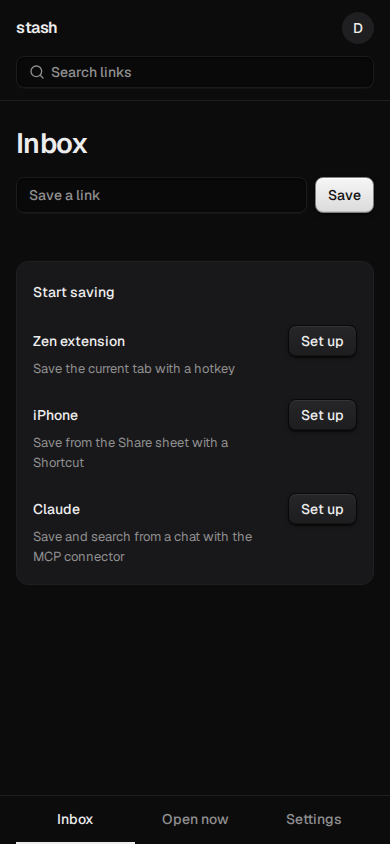 stash
D
Search links
Inbox
Save a link
Save
Start saving
Zen extension
Set up
Save the current tab with a hotkey
iPhone
Set up
Save from the Share sheet with a
Shortcut
Claude
Set up
Save and search from a chat with the
MCP connector
Inbox
Open now
Settings